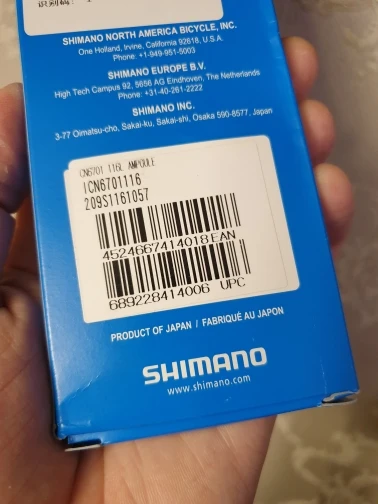 SHIMANO NORTH AMERICA BICYCLE, INC.
One Holland, Irvine, California 92618, U.S.A.
Phone: +1-949-951-5003
SHIMANO EUROPE B.V.
High Tech Campus 92, 5656 AG Eindhoven, The Netherlands
Phone: +31-40-261-2222
SHIMANO INC.
3-77 Oimatsu-cho, Sakai-ku, Sakai-shi, Osaka 590-8577, Japan
CN6701 116L AMPOULE
ICN6701116
209S1161057
4524667414018 EAN
689228414006 UPC
PRODUCT OF JAPAN / FABRIQUÉ AU JAPON
SHIMANO
www.shimano.com